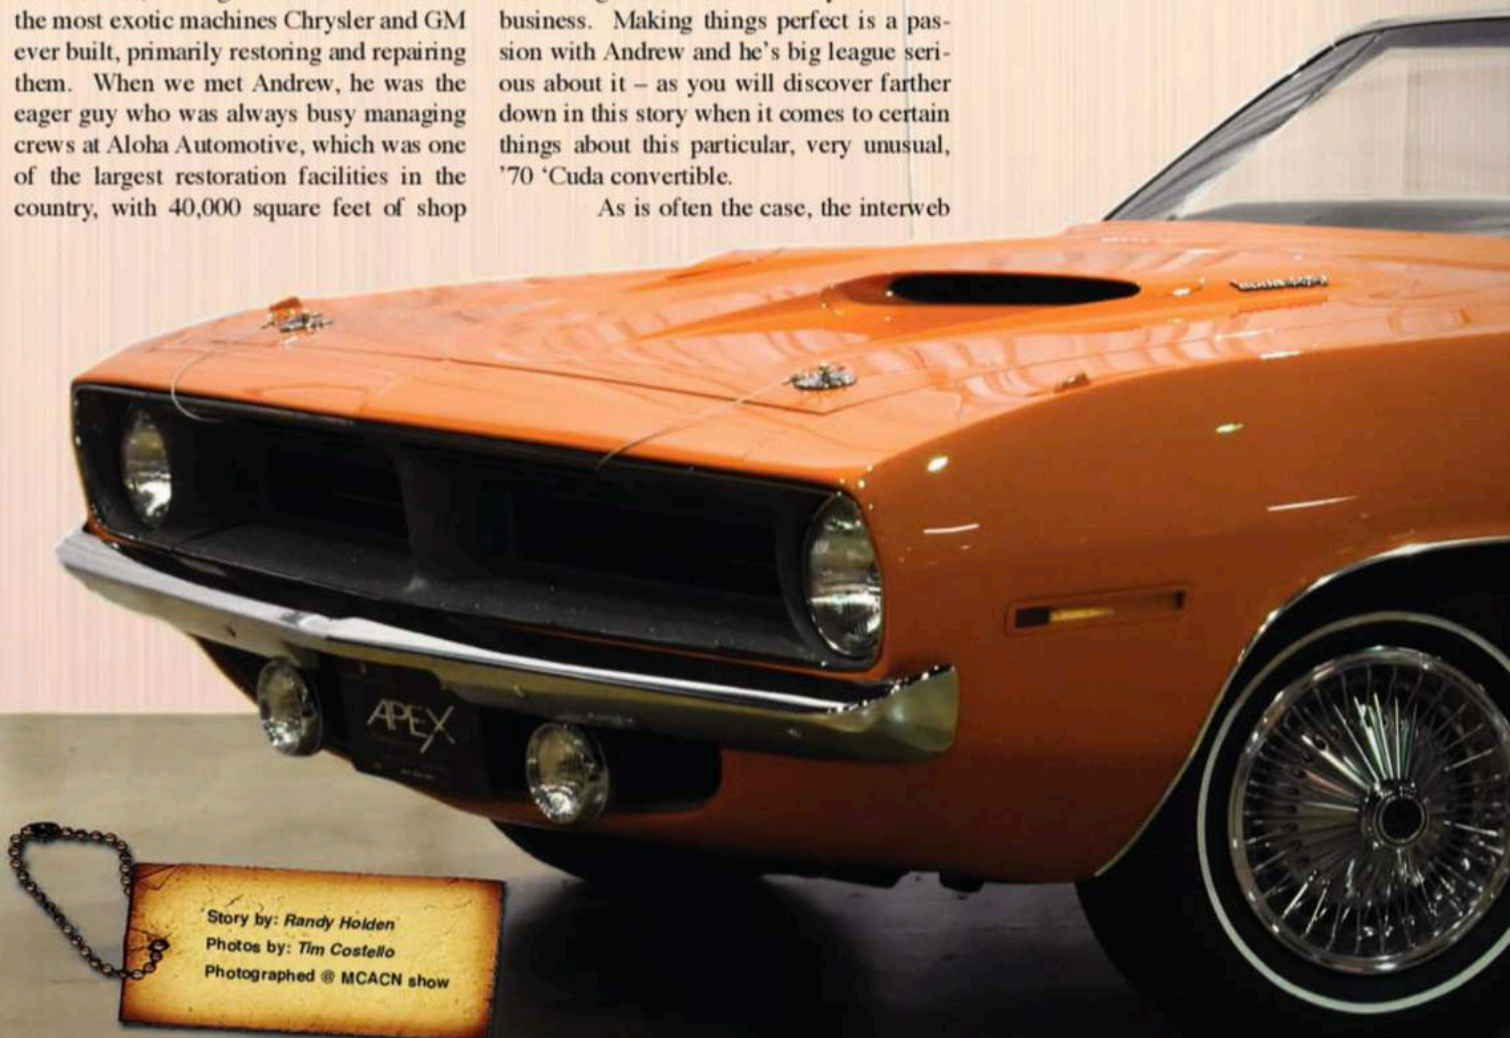 the most exotic machines Chrysler and GM
ever built, primarily restoring and repairing
them. When we met Andrew, he was the
eager guy who was always busy managing
crews at Aloha Automotive, which was one
of the largest restoration facilities in the
country, with 40,000 square feet of shop
business. Making things perfect is a pas-
sion with Andrew and he's big league seri-
ous about it – as you will discover farther
down in this story when it comes to certain
things about this particular, very unusual,
'70 ‘Cuda convertible.
As is often the case, the interweb
APEX
Story by: Randy Holden
Photos by: Tim Costello
Photographed @ MCACN show